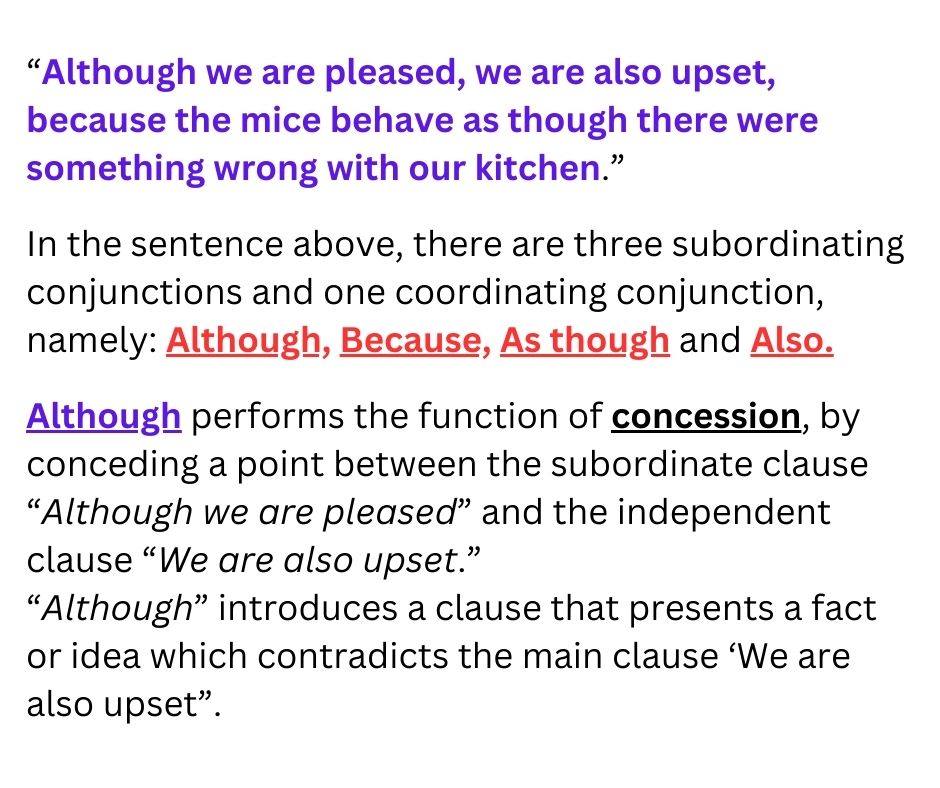 “Although we are pleased, we are also upset,
because the mice behave as though there were
something wrong with our kitchen.”
In the sentence above, there are three subordinating
conjunctions and one coordinating conjunction,
namely: Although, Because, As though and Also.
Although performs the function of concession, by
conceding a point between the subordinate clause
“Although we are pleased” and the independent
clause “We are also upset.”
“Although” introduces a clause that presents a fact
or idea which contradicts the main clause ‘We are
also upset”.